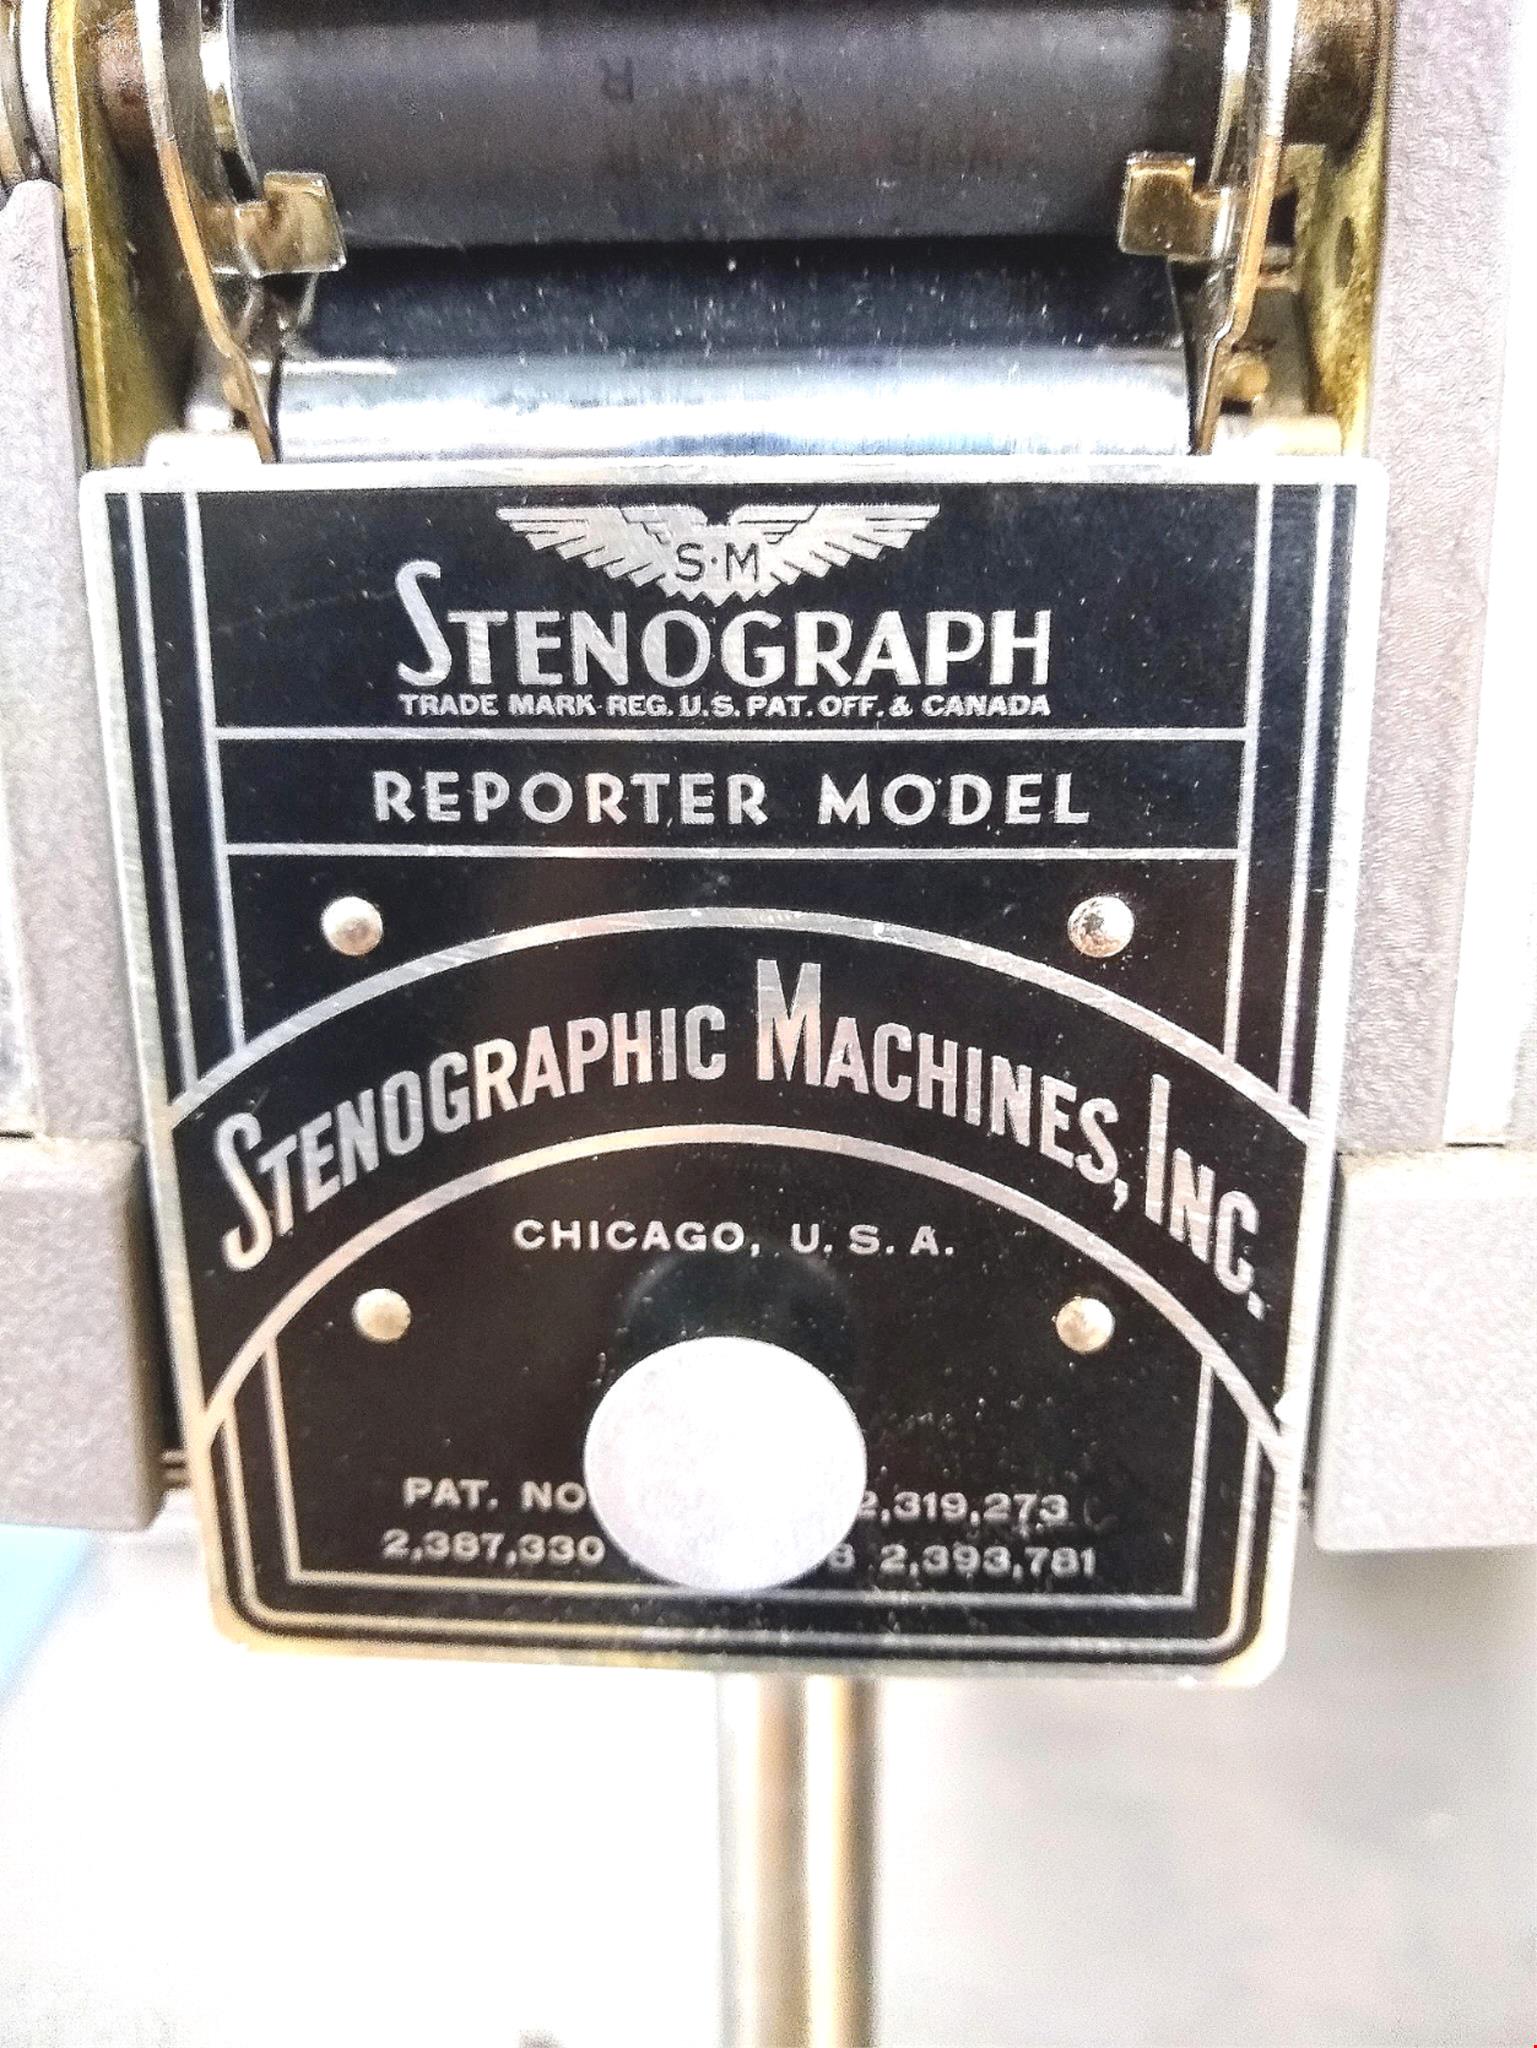 S·M
STENOGRAPH
TRADE MARK REG. U.S. PAT. OFF. & CANADA
REPORTER MODEL
STENOGRAPHIC MACHINES, INC.
CHICAGO, U. S. A.
PAT. NO 2,319,273
2,387,330 8 2,393,781